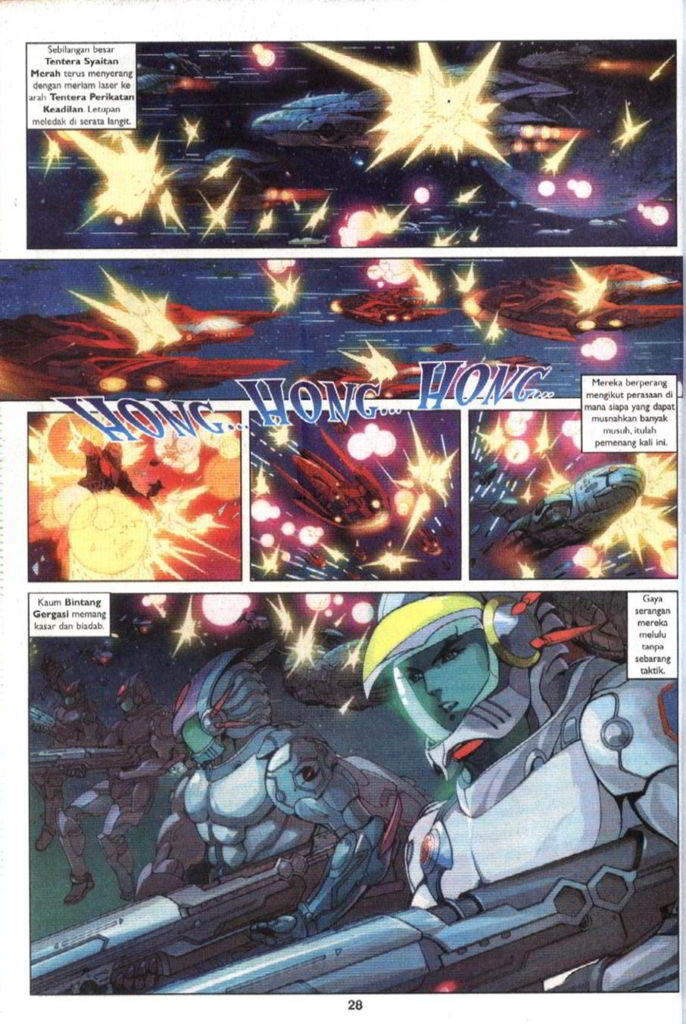 Sebilangan besar
Tentera Syaitan
Merah terus menyerang
dengan meriam laser ke
arah Tentera Perikatan
Keadilan. Letupan
meledak di serata langit.
HONG... HONG... HONG...
Mereka berperang
mengikut perasaan di
mana siapa yang dapat
musnahkan banyak
musuh, itulah
pemenang kali ini.
Kaum Bintang
Gergasi memang
kasar dan biadab.
Gaya
serangan
mereka
melulu
tanpa
sebarang
taktik.
28